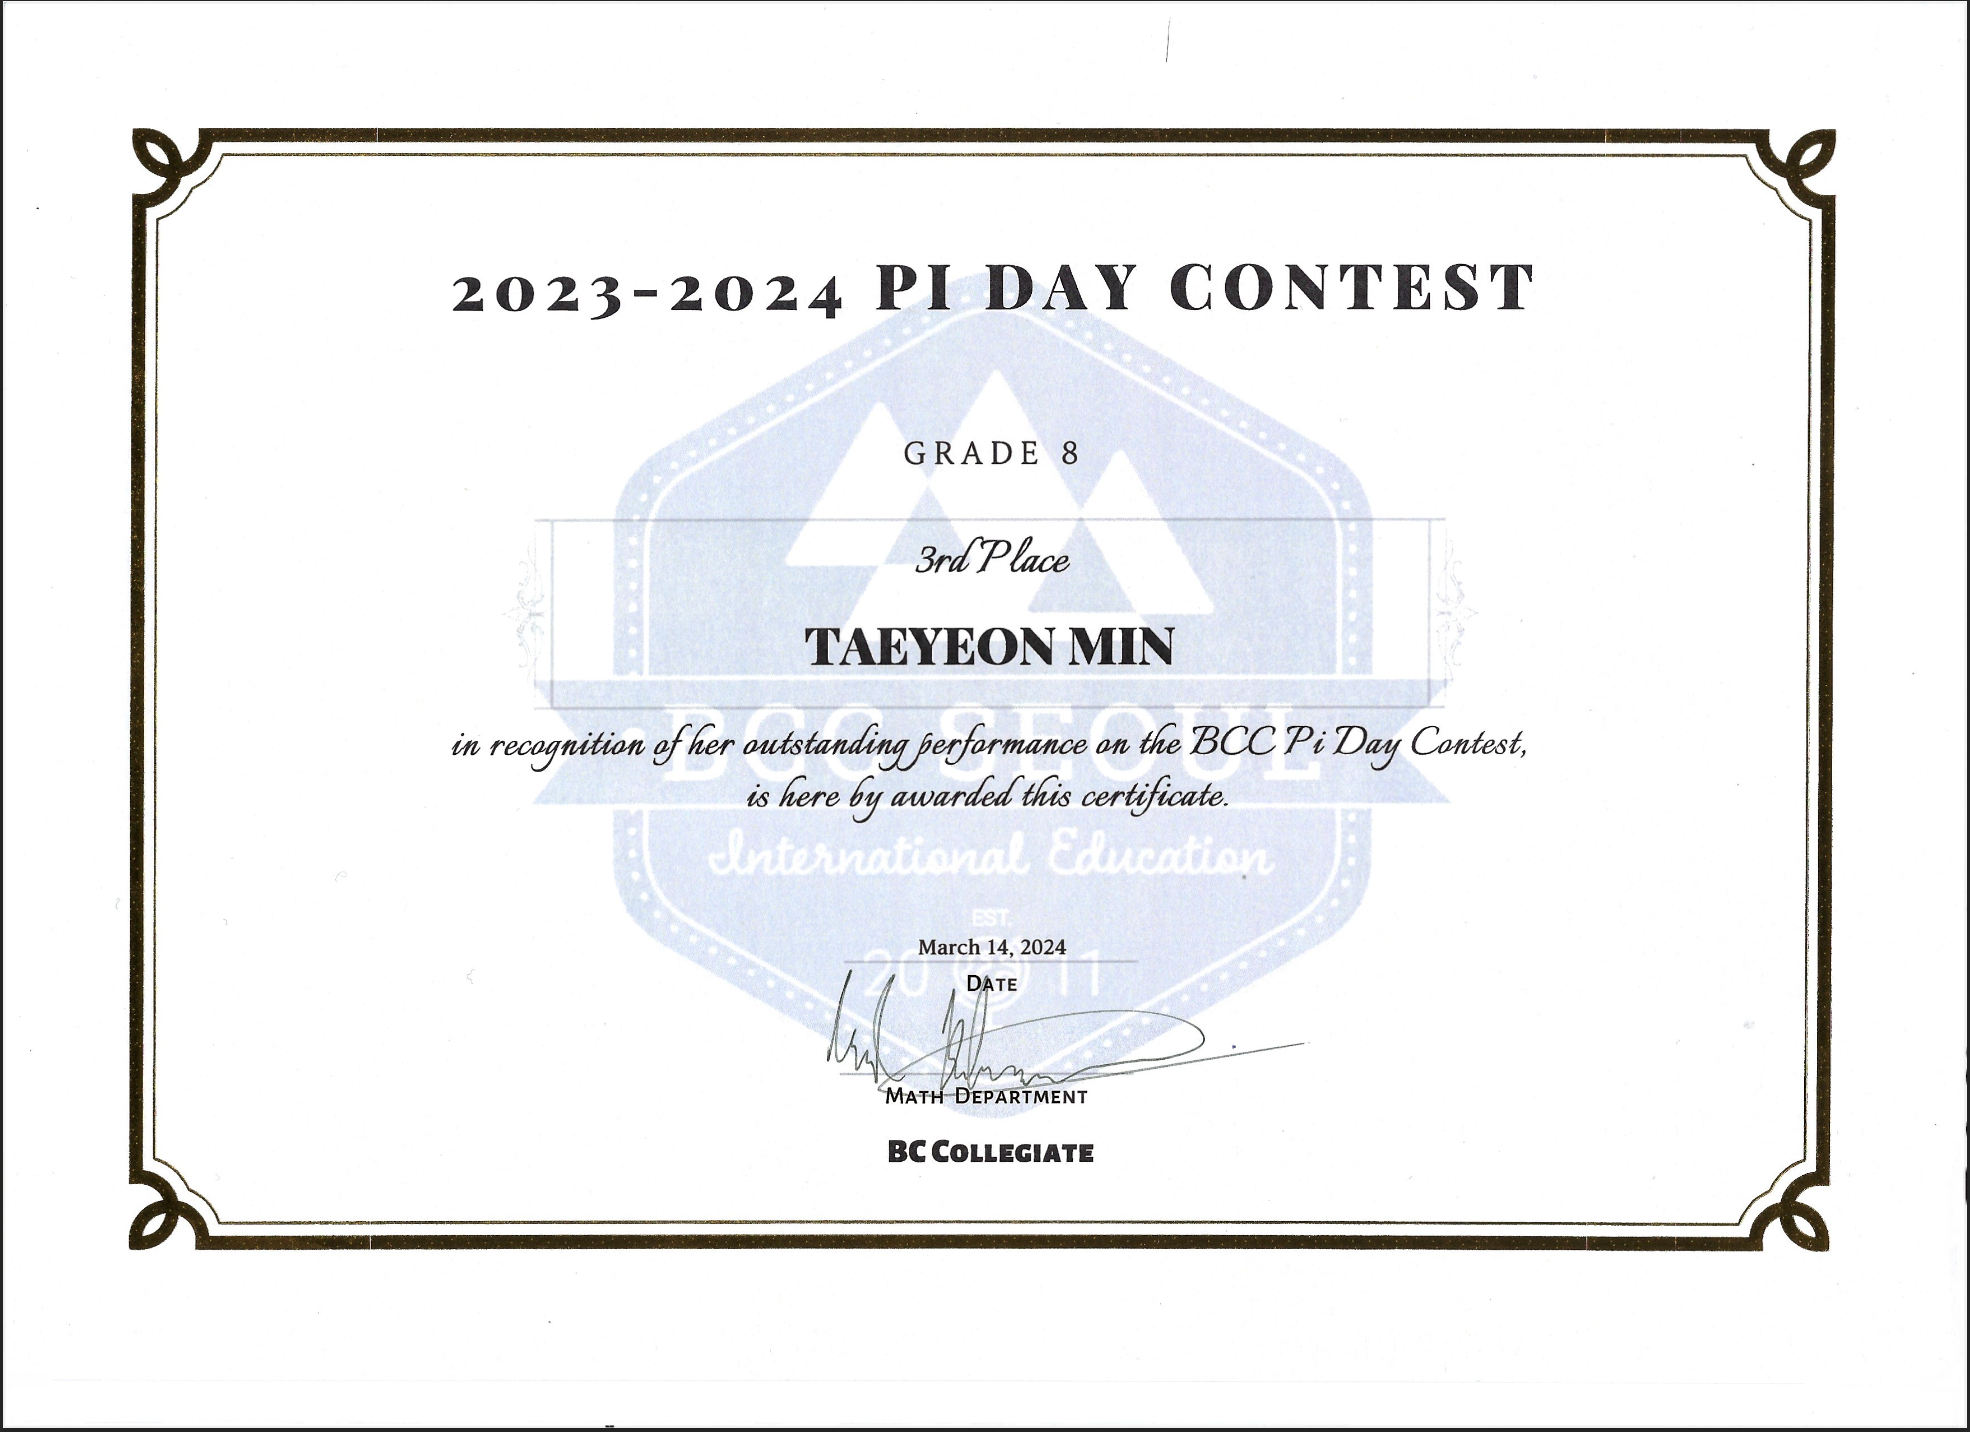 2023-2024 PI DAY CONTEST
GRADE 8
3rd Place
TAEYEON MIN
BCC SEOUL
in recognition of her outstanding performance on the BCC Pi Day Contest,
is here by awarded this certificate.
International Education
EST.
March 14, 2024
20 11
DATE
MATH DEPARTMENT
BC COLLEGIATE